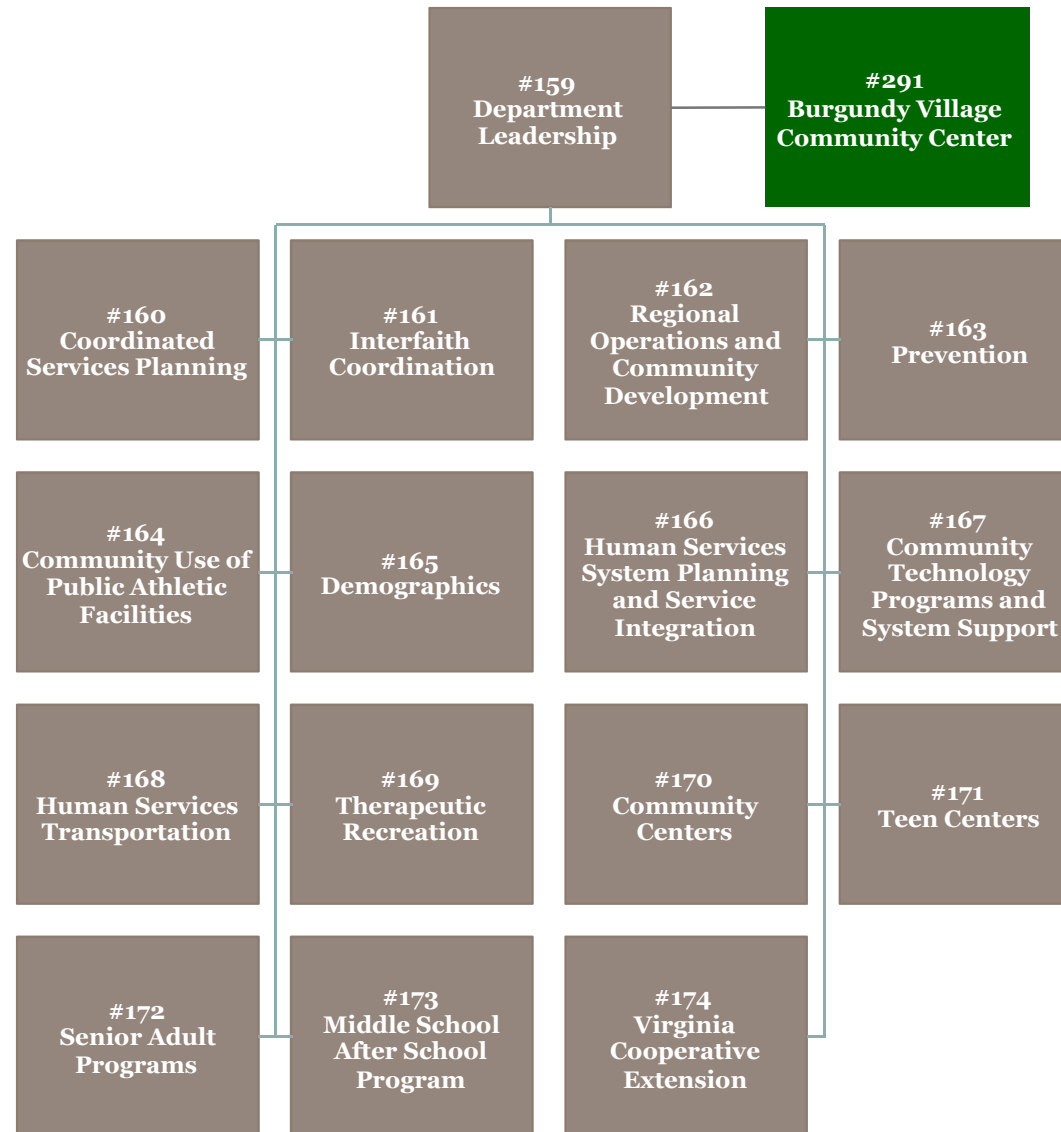 #159
Department
Leadership
#291
Burgundy Village
Community Center
#160
Coordinated
Services Planning
#161
Interfaith
Coordination
#162
Regional
Operations and
Community
Development
#163
Prevention
#164
Community Use of
Public Athletic
Facilities
#165
Demographics
#166
Human Services
System Planning
and Service
Integration
#167
Community
Technology
Programs and
System Support
#168
Human Services
Transportation
#169
Therapeutic
Recreation
#170
Community
Centers
#171
Teen Centers
#172
Senior Adult
Programs
#173
Middle School
After School
Program
#174
Virginia
Cooperative
Extension